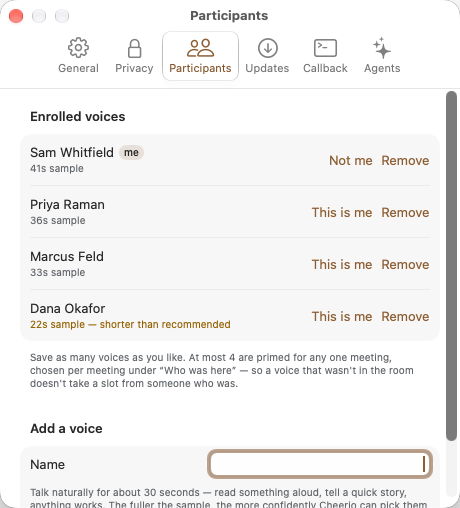 Participants
General
Privacy
Participants
Updates
Callback
Agents
Enrolled voices
Sam Whitfield me
41s sample
Not me Remove
Priya Raman
36s sample
This is me Remove
Marcus Feld
33s sample
This is me Remove
Dana Okafor
22s sample — shorter than recommended
This is me Remove
Save as many voices as you like. At most 4 are primed for any one meeting,
chosen per meeting under “Who was here” — so a voice that wasn't in the room
doesn't take a slot from someone who was.
Add a voice
Name
Talk naturally for about 30 seconds — read something aloud, tell a quick story,
anything works. The fuller the sample, the more confidently Cheerio can pick them